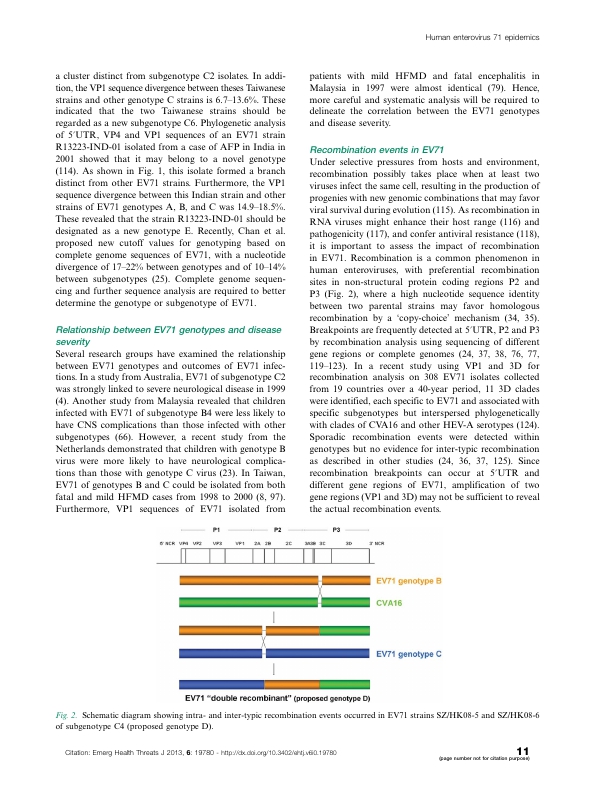 Human enterovirus 71 epidemics
a cluster distinct from subgenotype C2 isolates. In addi-
tion, the VP1 sequence divergence between theses Taiwanese
strains and other genotype C strains is 6.7–13.6%. These
indicated that the two Taiwanese strains should be
regarded as a new subgenotype C6. Phylogenetic analysis
of 5′UTR, VP4 and VP1 sequences of an EV71 strain
R13223-IND-01 isolated from a case of AFP in India in
2001 showed that it may belong to a novel genotype
(114). As shown in Fig. 1, this isolate formed a branch
distinct from other EV71 strains. Furthermore, the VP1
sequence divergence between this Indian strain and other
strains of EV71 genotypes A, B, and C was 14.9–18.5%.
These revealed that the strain R13223-IND-01 should be
designated as a new genotype E. Recently, Chan et al.
proposed new cutoff values for genotyping based on
complete genome sequences of EV71, with a nucleotide
divergence of 17–22% between genotypes and of 10–14%
between subgenotypes (25). Complete genome sequen-
cing and further sequence analysis are required to better
determine the genotype or subgenotype of EV71.
Relationship between EV71 genotypes and disease
severity
Several research groups have examined the relationship
between EV71 genotypes and outcomes of EV71 infec-
tions. In a study from Australia, EV71 of subgenotype C2
was strongly linked to severe neurological disease in 1999
(4). Another study from Malaysia revealed that children
infected with EV71 of subgenotype B4 were less likely to
have CNS complications than those infected with other
subgenotypes (66). However, a recent study from the
Netherlands demonstrated that children with genotype B
virus were more likely to have neurological complica-
tions than those with genotype C virus (23). In Taiwan,
EV71 of genotypes B and C could be isolated from both
fatal and mild HFMD cases from 1998 to 2000 (8, 97).
Furthermore, VP1 sequences of EV71 isolated from
patients with mild HFMD and fatal encephalitis in
Malaysia in 1997 were almost identical (79). Hence,
more careful and systematic analysis will be required to
delineate the correlation between the EV71 genotypes
and disease severity.
Recombination events in EV71
Under selective pressures from hosts and environment,
recombination possibly takes place when at least two
viruses infect the same cell, resulting in the production of
progenies with new genomic combinations that may favor
viral survival during evolution (115). As recombination in
RNA viruses might enhance their host range (116) and
pathogenicity (117), and confer antiviral resistance (118),
it is important to assess the impact of recombination
in EV71. Recombination is a common phenomenon in
human enteroviruses, with preferential recombination
sites in non-structural protein coding regions P2 and
P3 (Fig. 2), where a high nucleotide sequence identity
between two parental strains may favor homologous
recombination by a ‘copy-choice’ mechanism (34, 35).
Breakpoints are frequently detected at 5′UTR, P2 and P3
by recombination analysis using sequencing of different
gene regions or complete genomes (24, 37, 38, 76, 77,
119–123). In a recent study using VP1 and 3D for
recombination analysis on 308 EV71 isolates collected
from 19 countries over a 40-year period, 11 3D clades
were identified, each specific to EV71 and associated with
specific subgenotypes but interspersed phylogenetically
with clades of CVA16 and other HEV-A serotypes (124).
Sporadic recombination events were detected within
genotypes but no evidence for inter-typic recombination
as described in other studies (24, 36, 37, 125). Since
recombination breakpoints can occur at 5′UTR and
different gene regions of EV71, amplification of two
gene regions (VP1 and 3D) may not be sufficient to reveal
the actual recombination events.
P1 P2 P3
5' NCR VP4 VP2 VP3 VP1 2A 2B 2C 3A3B 3C 3D 3' NCR
EV71 genotype B
CVA16
EV71 genotype C
EV71 "double recombinant" (proposed genotype D)
Fig. 2. Schematic diagram showing intra- and inter-typic recombination events occurred in EV71 strains SZ/HK08-5 and SZ/HK08-6
of subgenotype C4 (proposed genotype D).
Citation: Emerg Health Threats J 2013, 6: 19780 - http://dx.doi.org/10.3402/ehtj.v6i0.19780
11
(page number not for citation purpose)